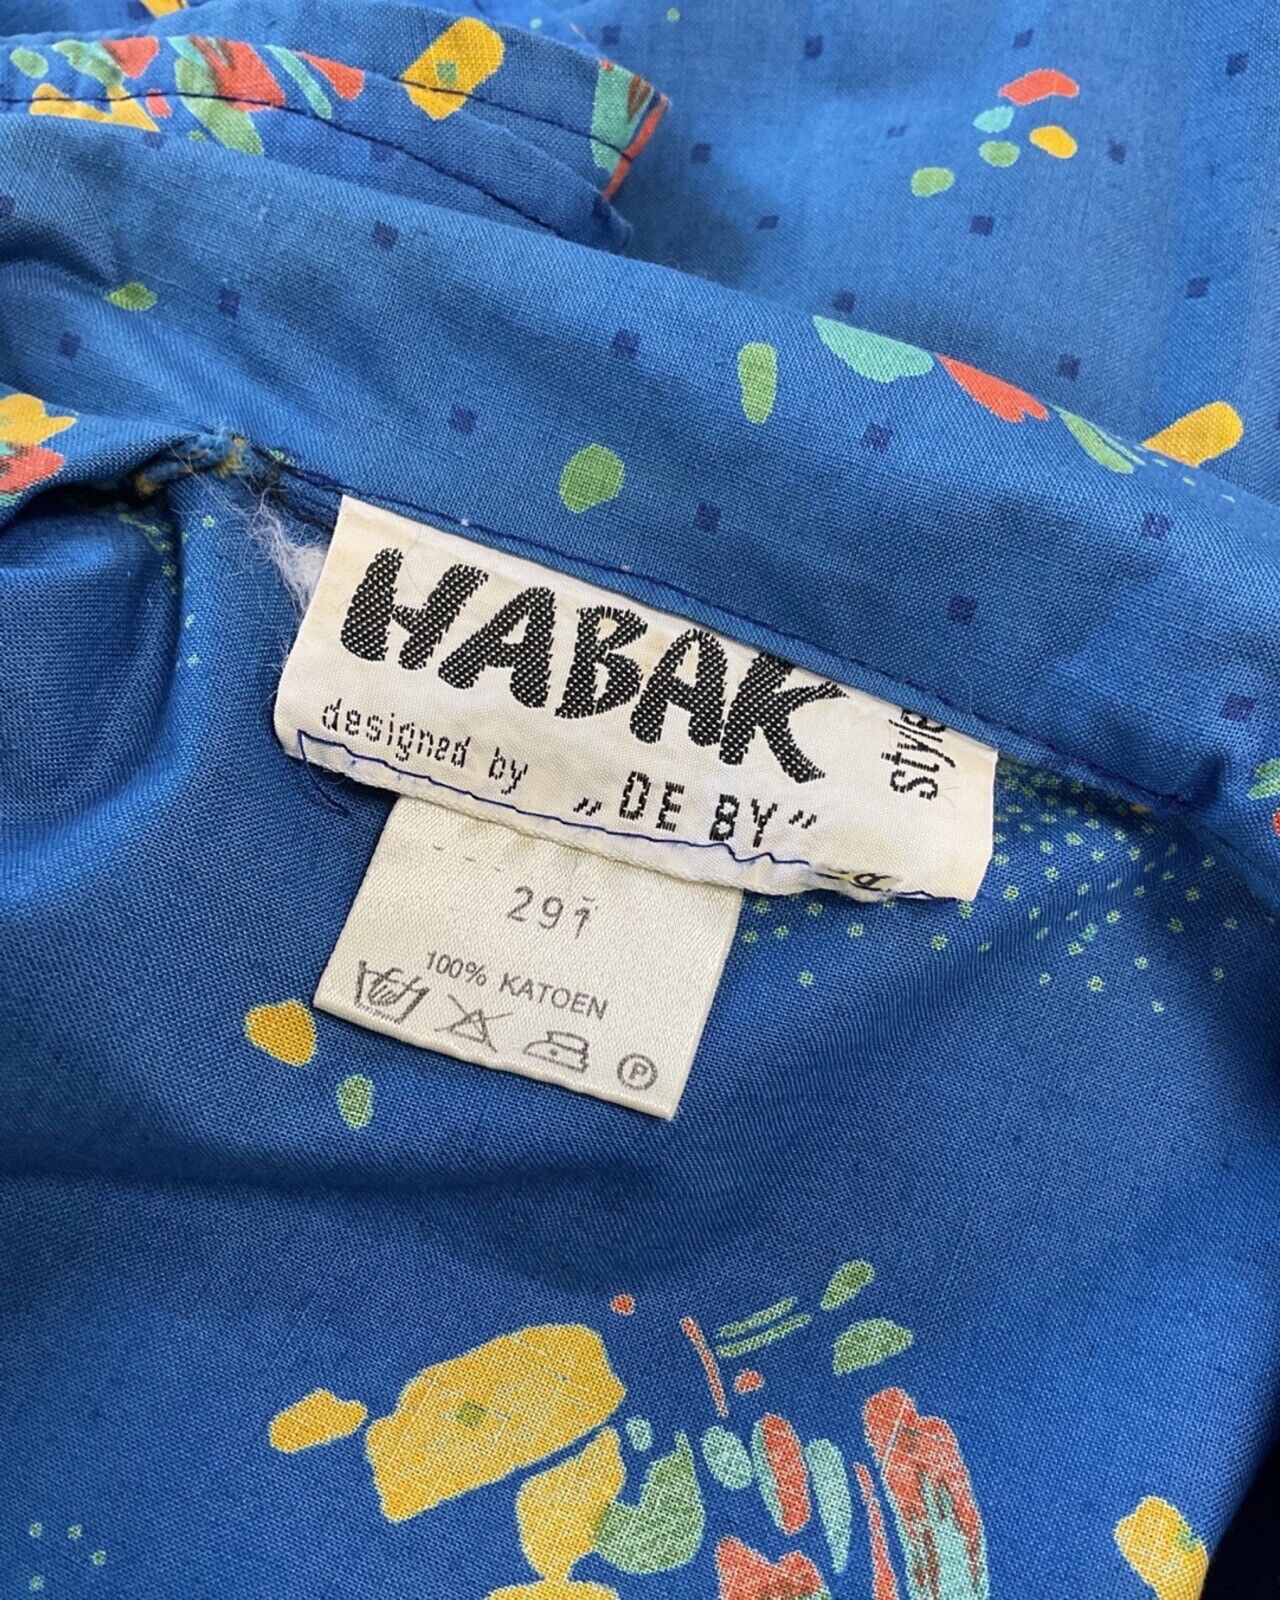 HABAK
designed by „DE BY”
style
291
100% KATOEN
P